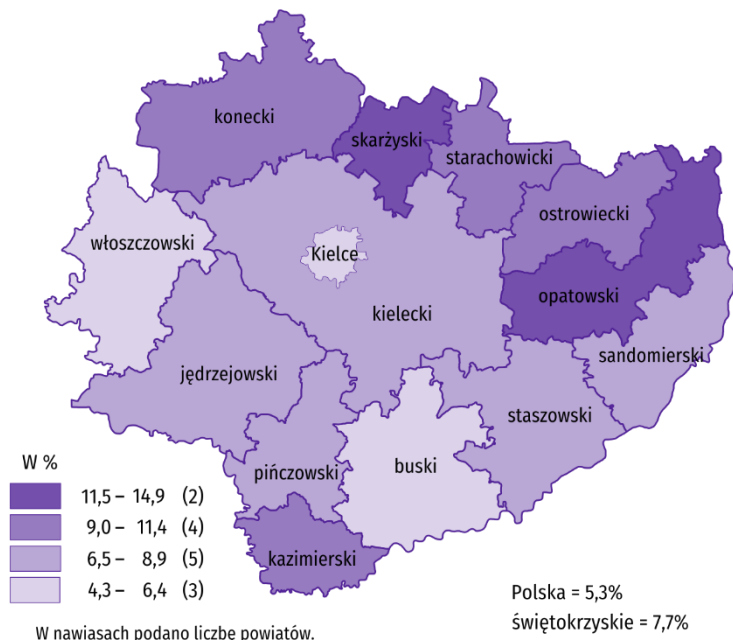 konecki
skarżyski
starachowicki
ostrowiecki
włoszczowski
Kielce
opatowski
kielecki
sandomierski
jędrzejowski
staszowski
W %
pińczowski
buski
11,5 – 14,9 (2)
9,0 – 11,4 (4)
6,5 – 8,9 (5)
4,3 – 6,4 (3)
kazimierski
Polska = 5,3%
świętokrzyskie = 7,7%
W nawiasach podano liczbę powiatów.